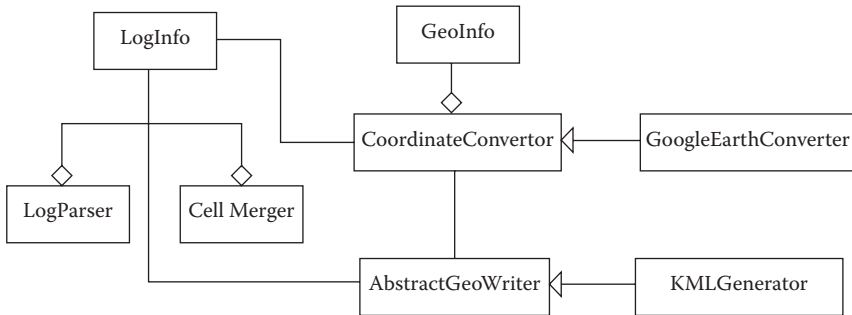 LogInfo
GeoInfo
CoordinateConvertor
GoogleEarthConverter
LogParser
Cell Merger
AbstractGeoWriter
KMLGenerator